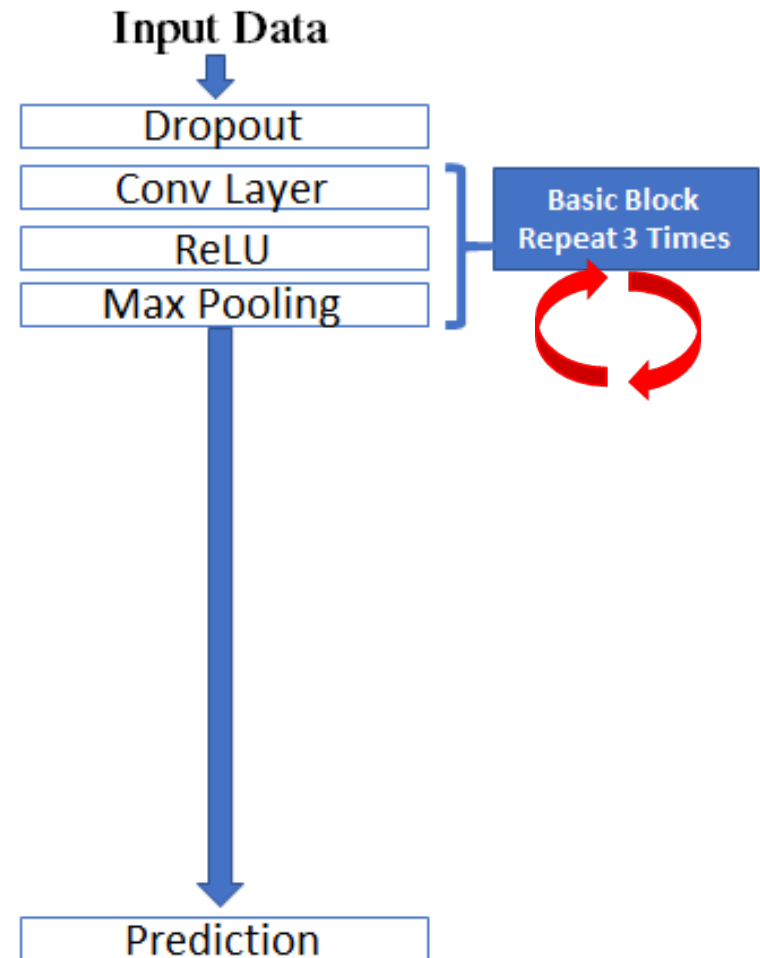 Input Data
Dropout
Conv Layer
ReLU
Max Pooling
Basic Block
Repeat 3 Times
Prediction